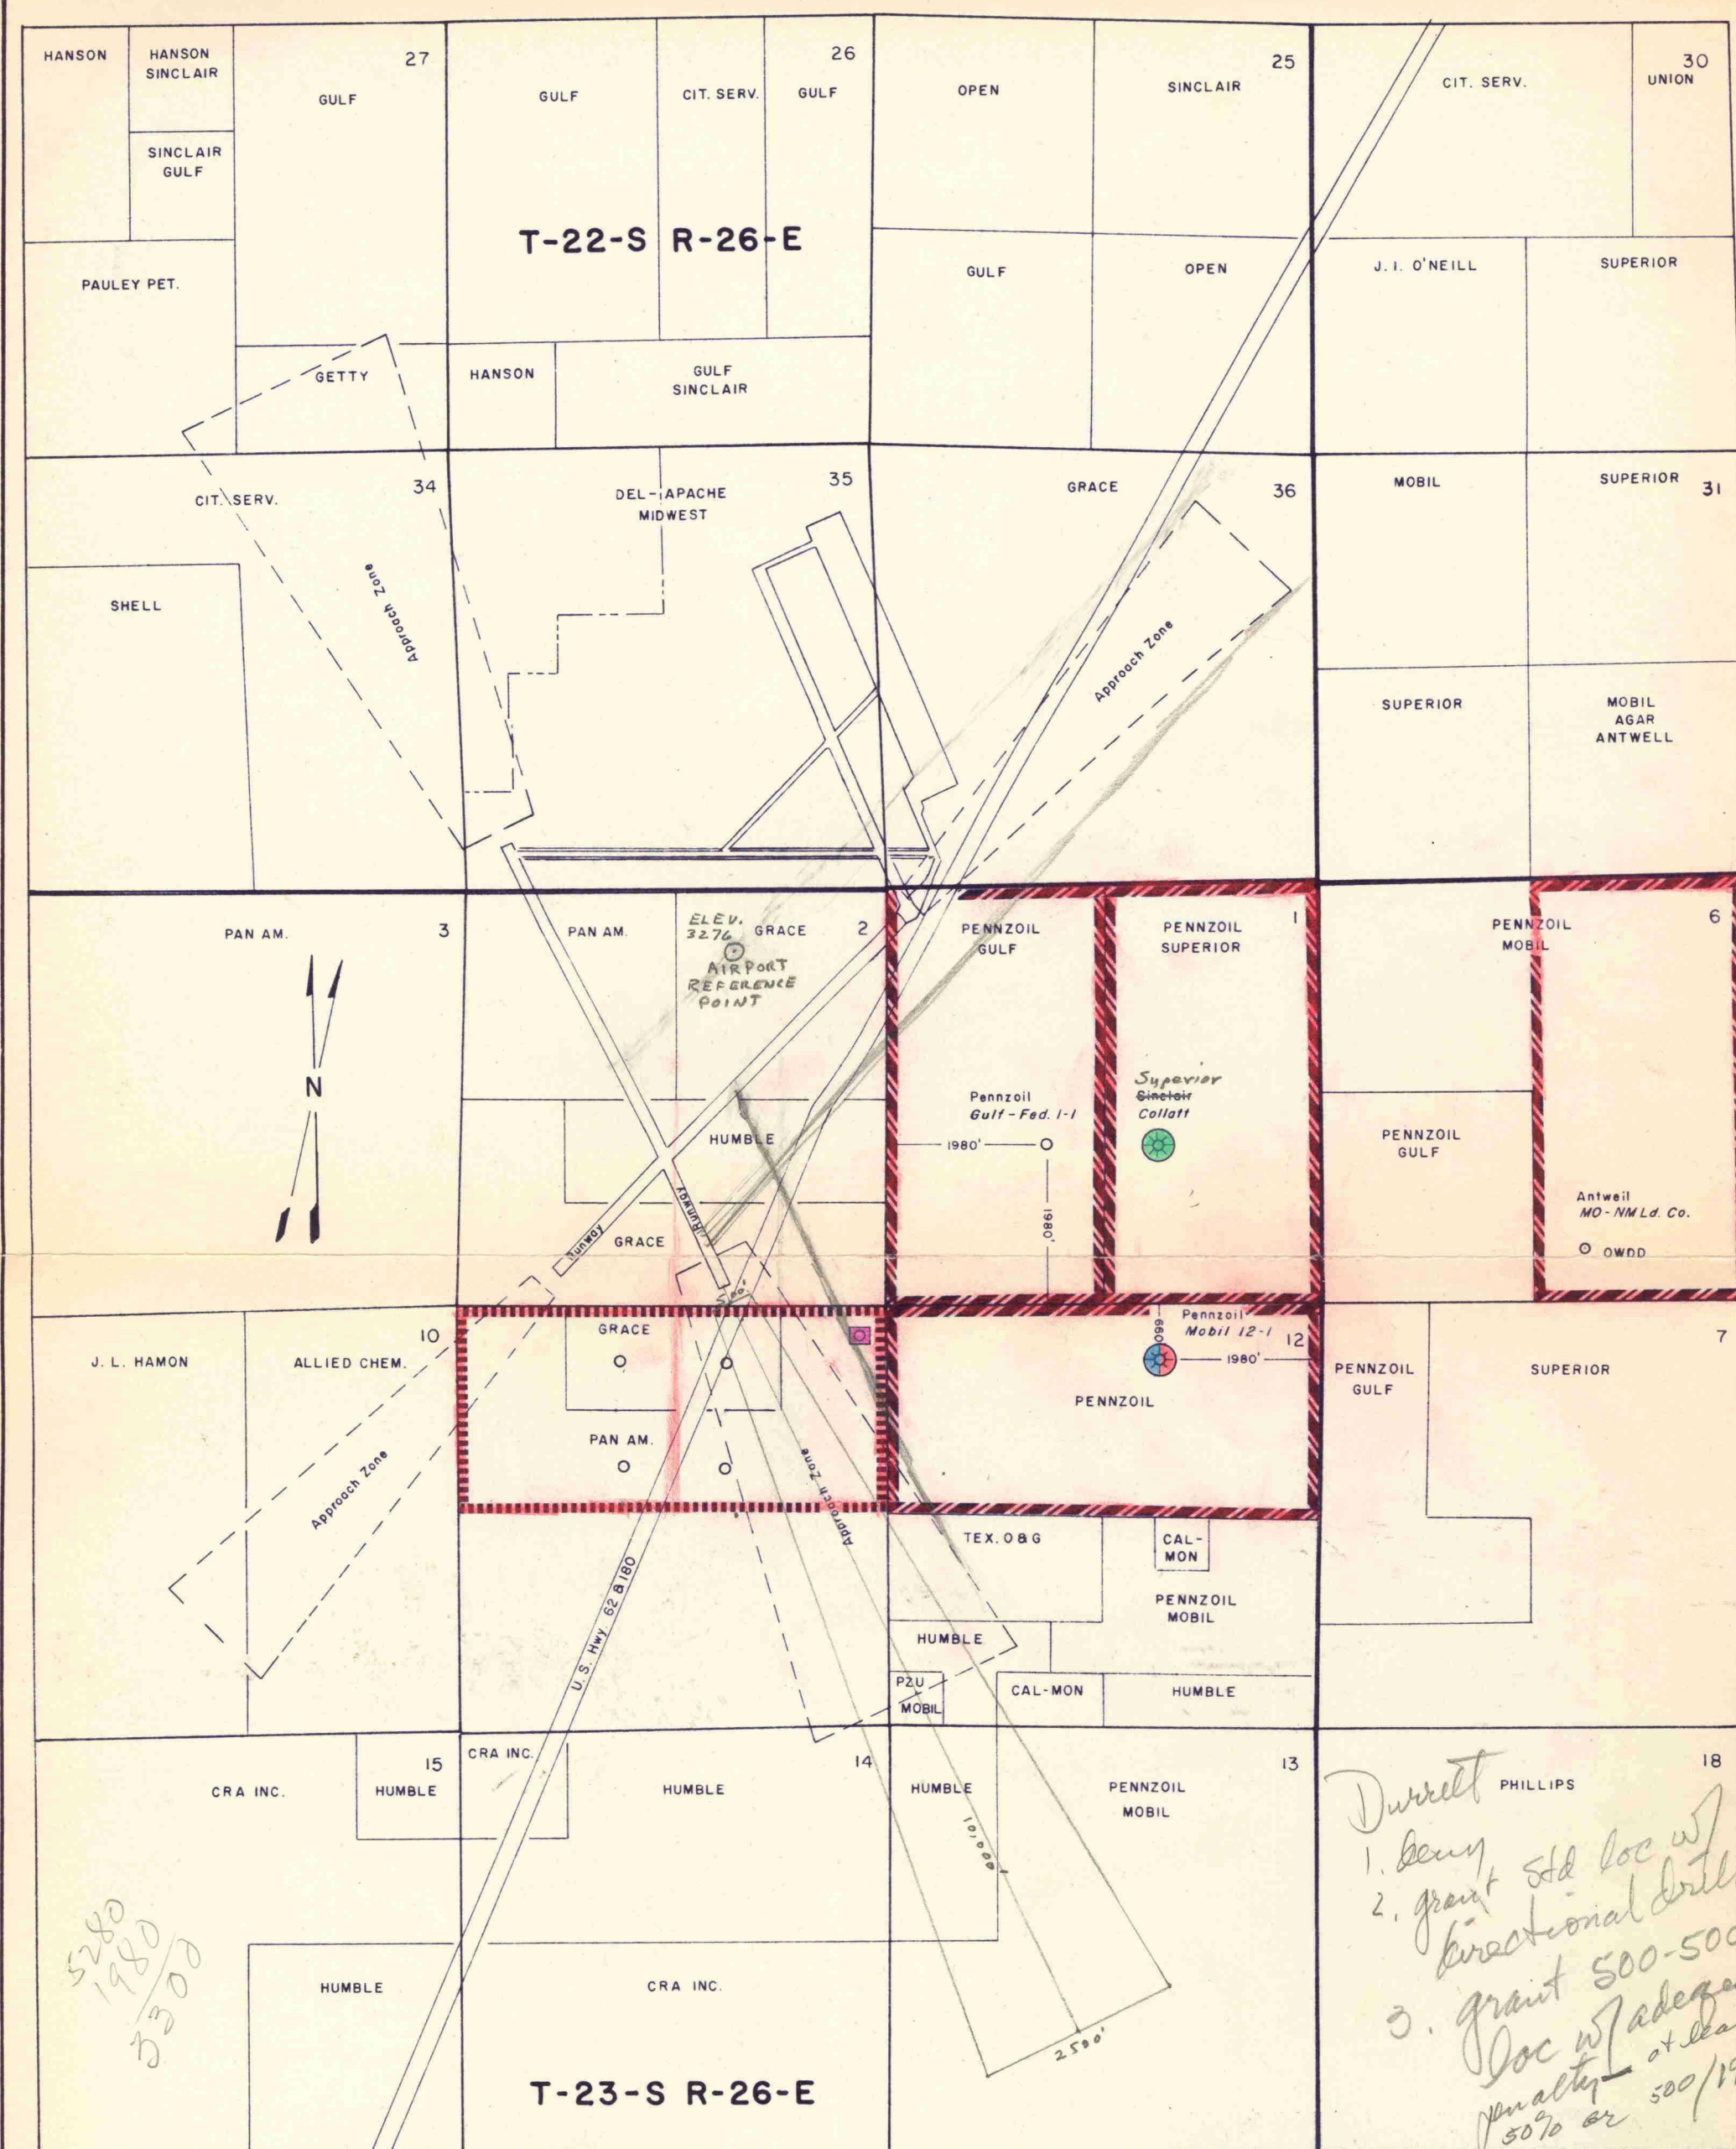 HANSON
HANSON
SINCLAIR
27
GULF
SINCLAIR
GULF
GULF
CIT. SERV.
26
GULF
OPEN
25
SINCLAIR
CIT. SERV.
30
UNION
T-22-S R-26-E
PAULEY PET.
GULF
OPEN
J. I. O'NEILL
SUPERIOR
GETTY
HANSON
GULF
SINCLAIR
CIT. SERV.
34
DEL-APACHE
MIDWEST
35
GRACE
36
MOBIL
SUPERIOR
31
SHELL
Approach Zone
Approach Zone
SUPERIOR
MOBIL
AGAR
ANTWELL
PAN AM.
3
PAN AM.
ELEV.
3276
GRACE
2
AIRPORT
REFERENCE
POINT
PENNZOIL
GULF
PENNZOIL
SUPERIOR
1
PENNZOIL
MOBIL
6
N
HUMBLE
Pennzoil
Gulf-Fed. 1-1
1980'
1980'
Superior
Sinclair
Collatt
PENNZOIL
GULF
Antweil
MO-NM Ld. Co.
OWDD
Runway
Runway
GRACE
500'
J. L. HAMON
ALLIED CHEM.
10
GRACE
PAN AM.
Approach Zone
Approach Zone
Pennzoil
Mobil 12-1
12
660
1980'
PENNZOIL
PENNZOIL
GULF
SUPERIOR
7
U.S. Hwy. 62 & 180
TEX. O & G
CAL-
MON
PENNZOIL
MOBIL
HUMBLE
PZU
MOBIL
CAL-MON
HUMBLE
CRA INC.
15
HUMBLE
CRA INC.
HUMBLE
14
HUMBLE
PENNZOIL
MOBIL
13
PHILLIPS
18
10,000'
HUMBLE
CRA INC.
2500'
5280
1980
3300
Durrett
1. deny
2. grant std loc w/
directional drill
3. grant 500-500
loc w/
penalty - at
50% or 500/19
T-23-S R-26-E